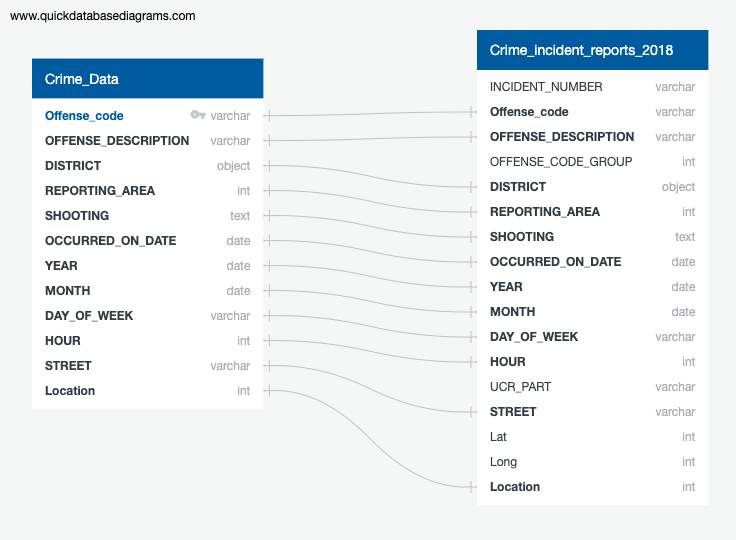 www.quickdatabasediagrams.com
Crime_Data
Offense_code varchar
OFFENSE_DESCRIPTION varchar
DISTRICT object
REPORTING_AREA int
SHOOTING text
OCCURRED_ON_DATE date
YEAR date
MONTH date
DAY_OF_WEEK varchar
HOUR int
STREET varchar
Location int
Crime_incident_reports_2018
INCIDENT_NUMBER varchar
Offense_code varchar
OFFENSE_DESCRIPTION varchar
OFFENSE_CODE_GROUP int
DISTRICT object
REPORTING_AREA int
SHOOTING text
OCCURRED_ON_DATE date
YEAR date
MONTH date
DAY_OF_WEEK varchar
HOUR int
UCR_PART varchar
STREET varchar
Lat int
Long int
Location int